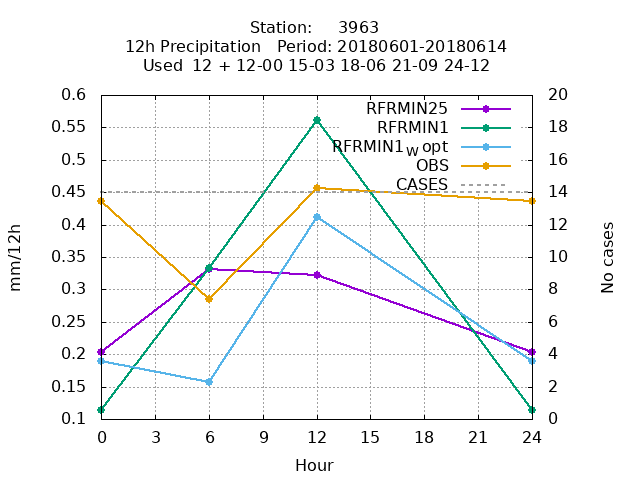 Station: 3963
12h Precipitation Period: 20180601-20180614
Used 12 + 12-00 15-03 18-06 21-09 24-12
RFRMIN25
RFRMIN1
RFRMIN1w opt
OBS
CASES
0.6
0.55
0.5
0.45
0.4
0.35
0.3
0.25
0.2
0.15
0.1
20
18
16
14
12
10
8
6
4
2
0
mm/12h
No cases
0 3 6 9 12 15 18 21 24
Hour